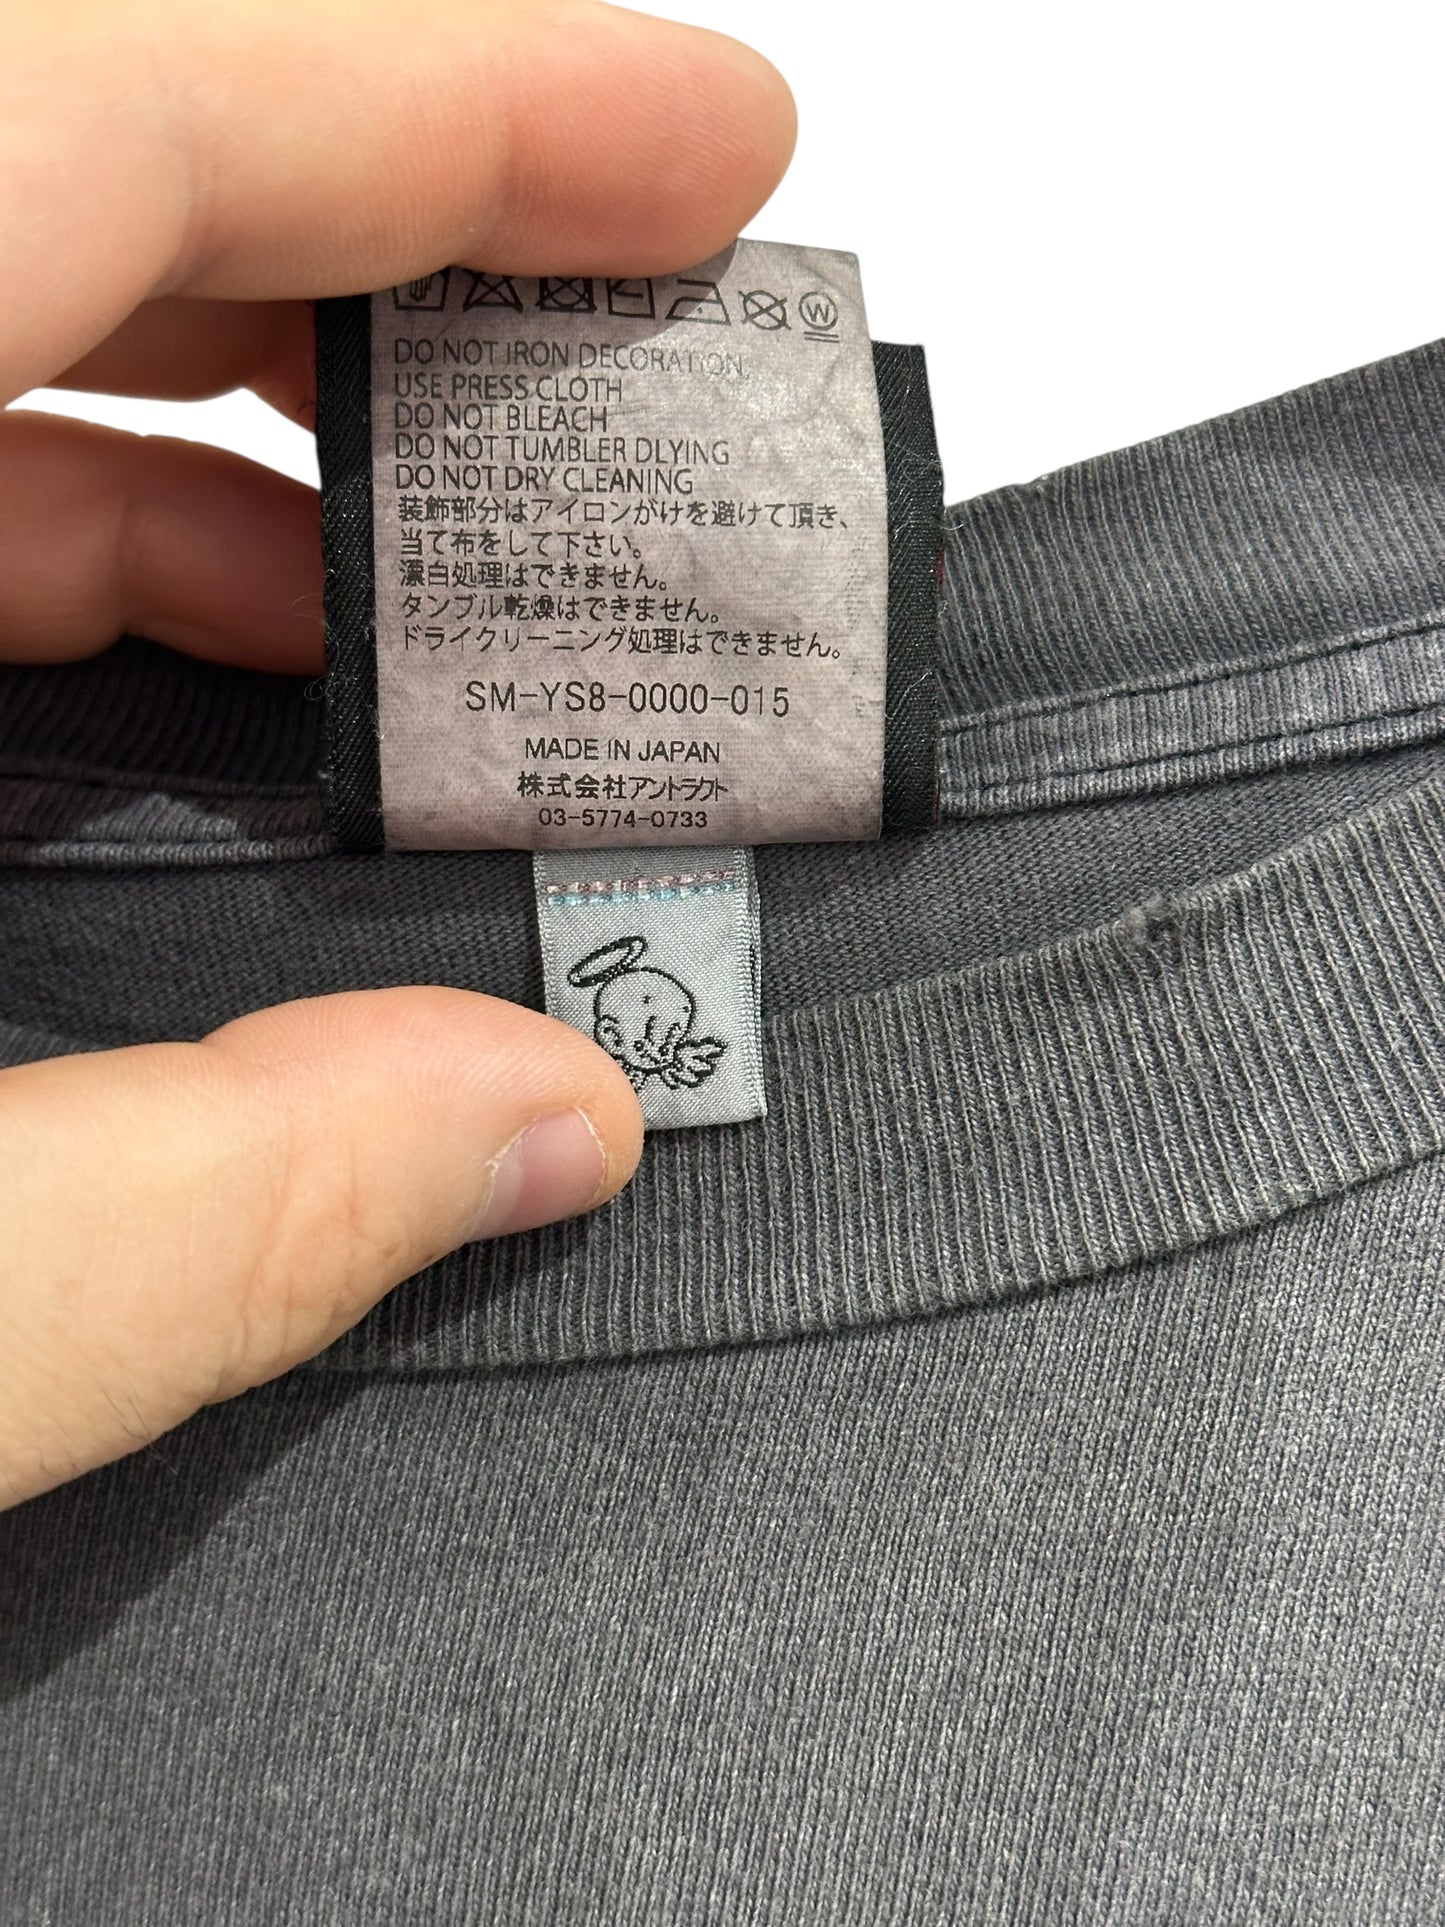 W
DO NOT IRON DECORATION,
USE PRESS CLOTH
DO NOT BLEACH
DO NOT TUMBLER DLYING
DO NOT DRY CLEANING
装飾部分はアイロンがけを避けて頂き、
当て布をして下さい。
漂白処理はできません。
タンブル乾燥はできません。
ドライクリーニング処理はできません。
SM-YS8-0000-015
MADE IN JAPAN
株式会社アントラクト
03-5774-0733